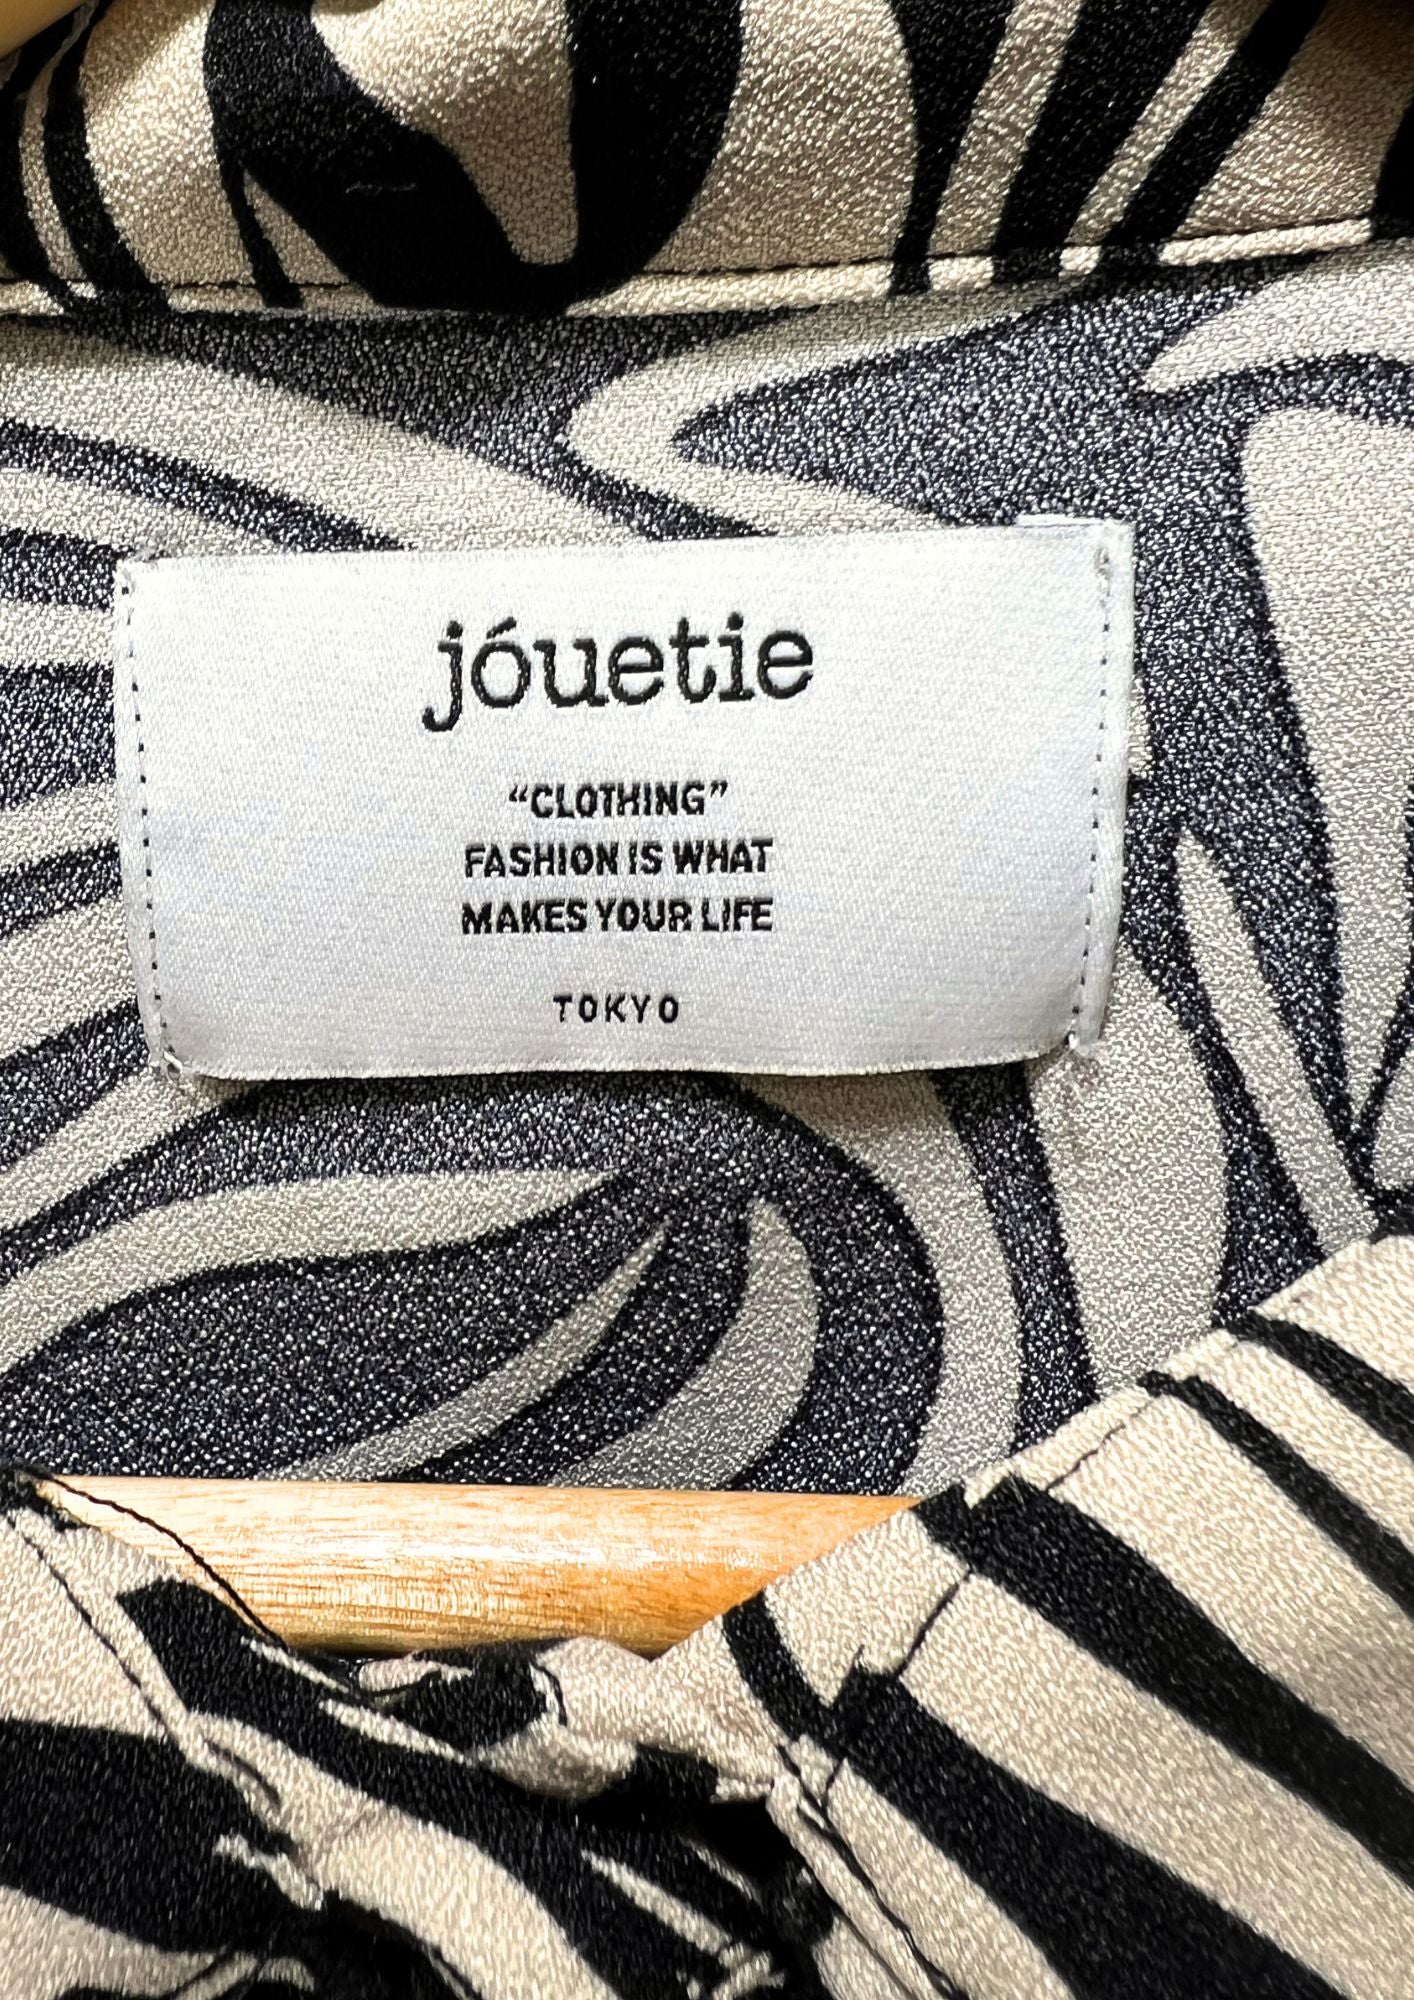 jóuetie
“CLOTHING”
FASHION IS WHAT
MAKES YOUR LIFE
TOKYO